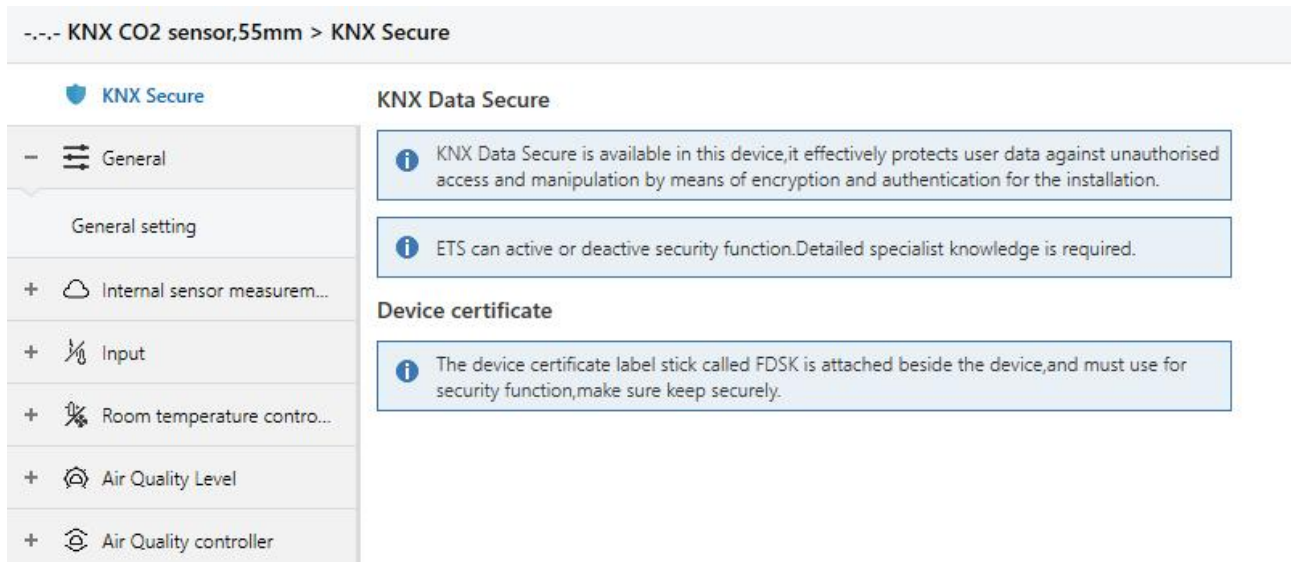 -.-.- KNX CO2 sensor,55mm > KNX Secure
KNX Secure
General
General setting
Internal sensor measurem...
Input
Room temperature contro...
Air Quality Level
Air Quality controller
KNX Data Secure
KNX Data Secure is available in this device,it effectively protects user data against unauthorised
access and manipulation by means of encryption and authentication for the installation.
ETS can active or deactive security function.Detailed specialist knowledge is required.
Device certificate
The device certificate label stick called FDSK is attached beside the device,and must use for
security function,make sure keep securely.